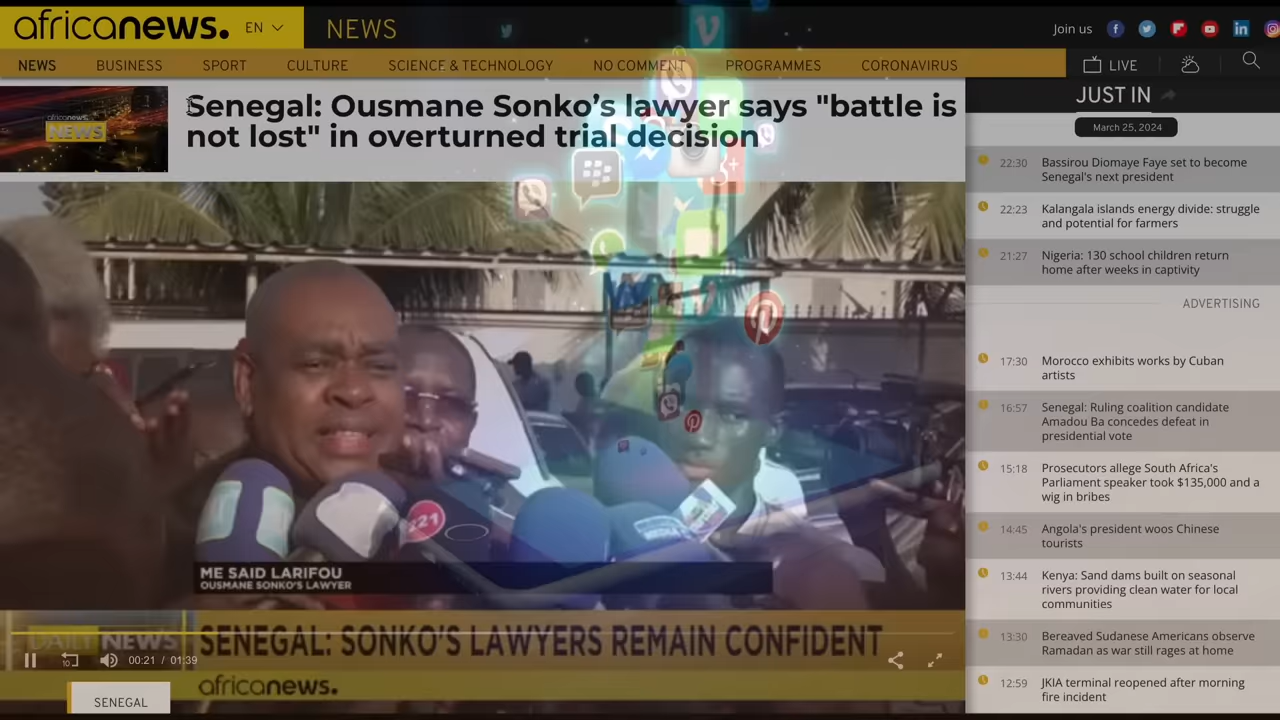 africanews.
EN
NEWS
Join us
NEWS
BUSINESS
SPORT
CULTURE
SCIENCE & TECHNOLOGY
NO COMMENT
PROGRAMMES
CORONAVIRUS
LIVE
africanews.
NEWS
Senegal: Ousmane Sonko’s lawyer says "battle is
not lost" in overturned trial decision
221
ME SAID LARIFOU
OUSMANE SONKO'S LAWYER
DAILY NEWS
SENEGAL: SONKO'S LAWYERS REMAIN CONFIDENT
10
00:21 / 01:39
africanews.
SENEGAL
JUST IN
March 25, 2024
22:30
Bassirou Diomaye Faye set to become
Senegal's next president
22:23
Kalangala islands energy divide: struggle
and potential for farmers
21:27
Nigeria: 130 school children return
home after weeks in captivity
ADVERTISING
17:30
Morocco exhibits works by Cuban
artists
16:57
Senegal: Ruling coalition candidate
Amadou Ba concedes defeat in
presidential vote
15:18
Prosecutors allege South Africa's
Parliament speaker took $135,000 and a
wig in bribes
14:45
Angola's president woos Chinese
tourists
13:44
Kenya: Sand dams built on seasonal
rivers providing clean water for local
communities
13:30
Bereaved Sudanese Americans observe
Ramadan as war still rages at home
12:59
JKIA terminal reopened after morning
fire incident